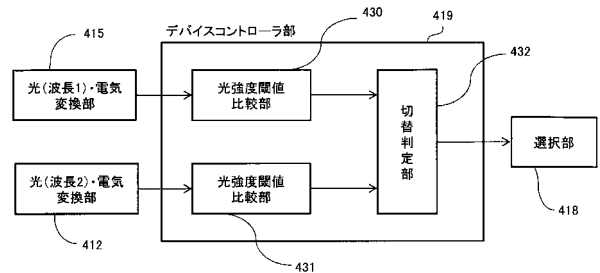 デバイスコントローラ部
415
430
419
432
光(波長1)・電気
変換部
光強度閾値
比較部
切替判定部
選択部
418
光(波長2)・電気
変換部
光強度閾値
比較部
412
431